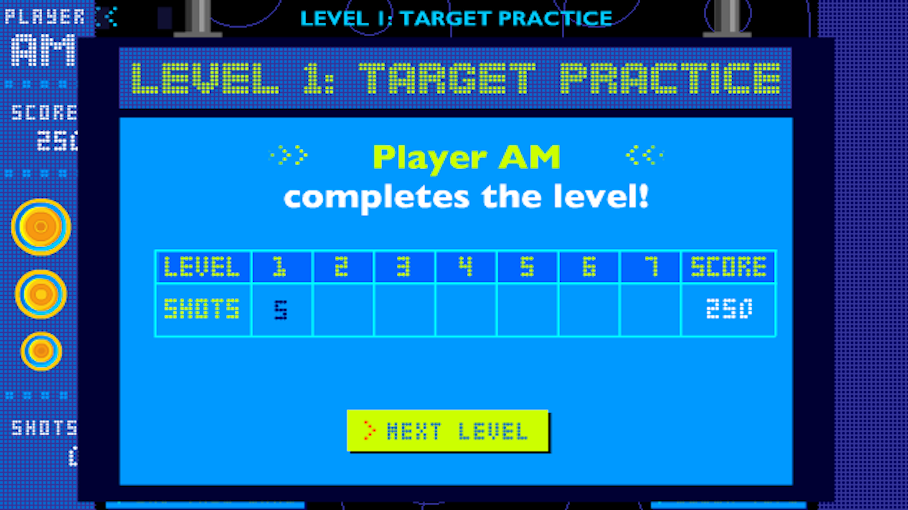 PLAYER
AM
SCORE
250
SHOTS
LEVEL 1: TARGET PRACTICE
LEVEL 1: TARGET PRACTICE
Player AM
completes the level!
LEVEL 1 2 3 4 5 6 7 SCORE
SHOTS 5 250
NEXT LEVEL